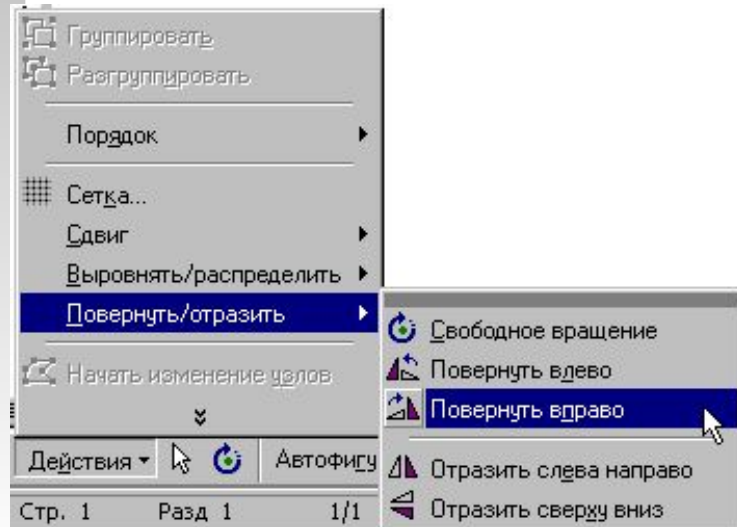 Группировать
Разгруппировать
Порядок
Сетка...
Сдвиг
Выровнять/распределить
Повернуть/отразить
Начать изменение узлов
Свободное вращение
Повернуть влево
Повернуть вправо
Отразить слева направо
Отразить сверху вниз
Действия Автофигу
Стр. 1 Разд 1 1/1